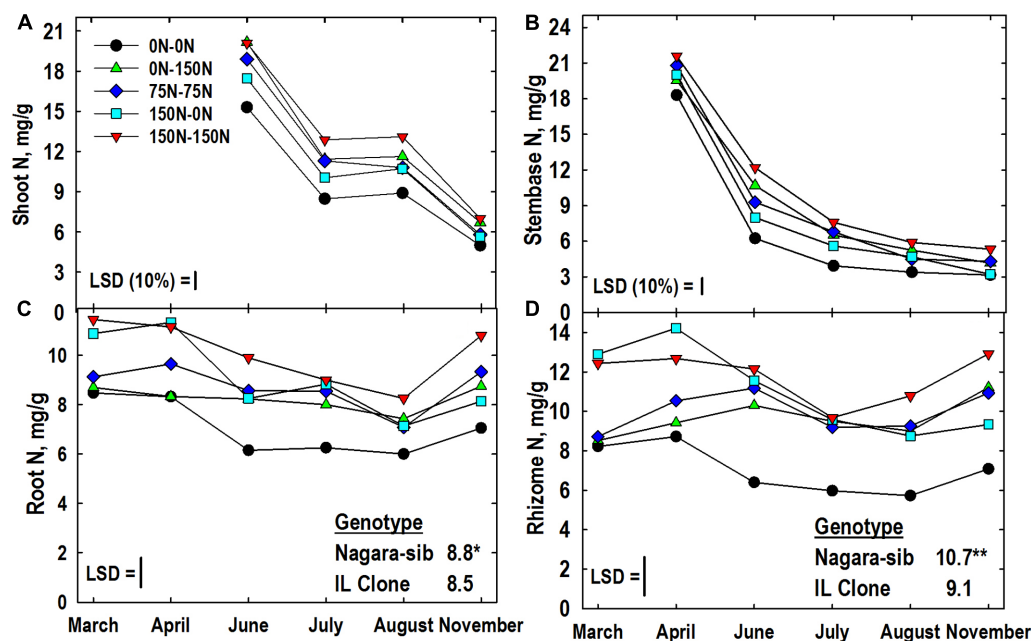 A
B
21
18
15
12
9
6
3
0
Shoot N, mg/g
0N-0N
0N-150N
75N-75N
150N-0N
150N-150N
LSD (10%) =
24
21
18
15
12
9
6
3
0
Stembase N, mg/g
LSD (10%) =
C
D
10
8
6
4
2
0
Root N, mg/g
LSD =
Genotype
Nagara-sib 8.8*
IL Clone 8.5
14
12
10
8
6
4
2
0
Rhizome N, mg/g
LSD =
Genotype
Nagara-sib 10.7**
IL Clone 9.1
March April June July August November
March April June July August November